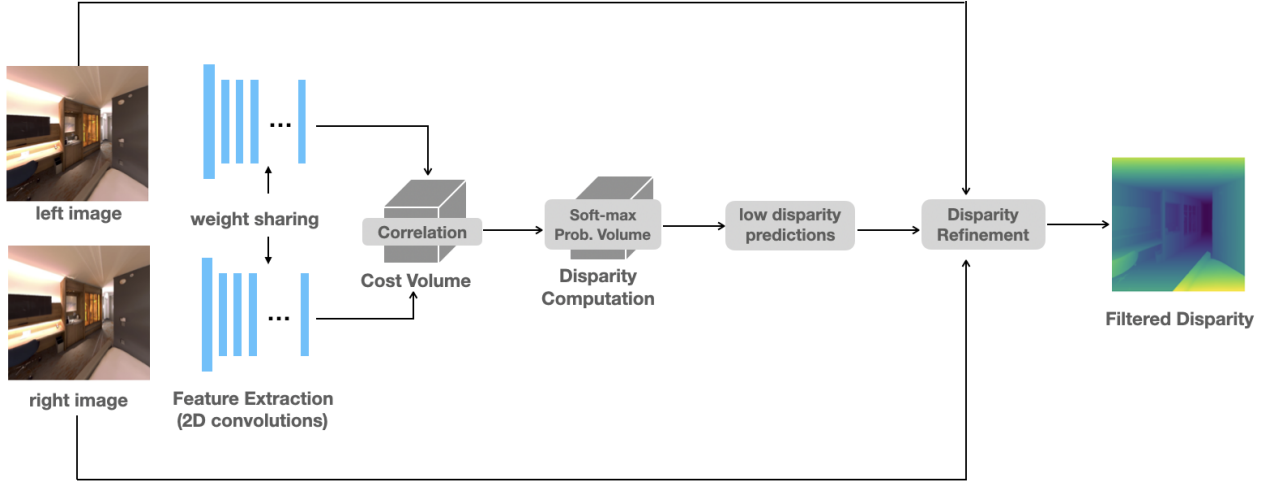 left image
weight sharing
right image
Feature Extraction
(2D convolutions)
...
...
Correlation
Cost Volume
Soft-max
Prob. Volume
Disparity
Computation
low disparity
predictions
Disparity
Refinement
Filtered Disparity